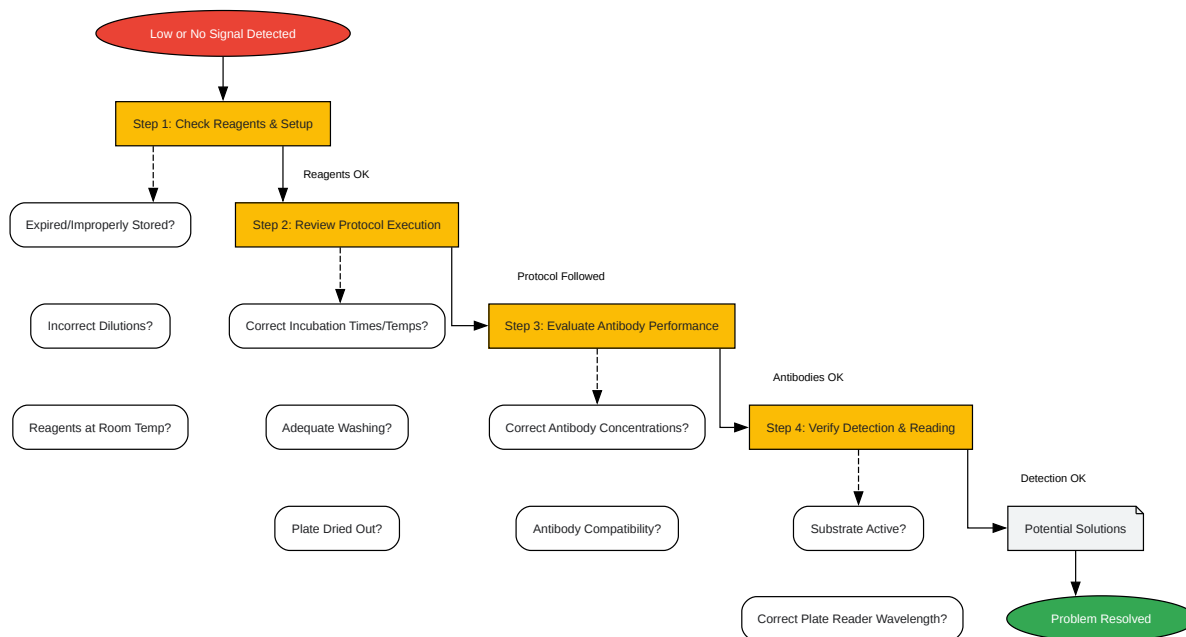 Low or No Signal Detected
Step 1: Check Reagents & Setup
Reagents OK
Expired/Improperly Stored?
Step 2: Review Protocol Execution
Protocol Followed
Incorrect Dilutions?
Correct Incubation Times/Temps?
Step 3: Evaluate Antibody Performance
Antibodies OK
Reagents at Room Temp?
Adequate Washing?
Correct Antibody Concentrations?
Step 4: Verify Detection & Reading
Detection OK
Plate Dried Out?
Antibody Compatibility?
Substrate Active?
Potential Solutions
Correct Plate Reader Wavelength?
Problem Resolved